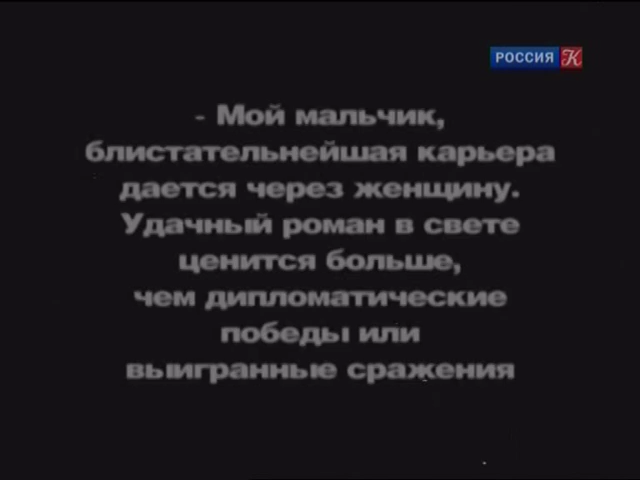 РОССИЯ К
- Мой мальчик,
блистательнейшая карьера
дается через женщину.
Удачный роман в свете
ценится больше,
чем дипломатические
победы или
выигранные сражения